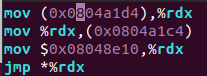 mov (0x0804a1d4),%rdx
mov %rdx,(0x0804a1c4)
mov $0x08048e10,%rdx
jmp *%rdx